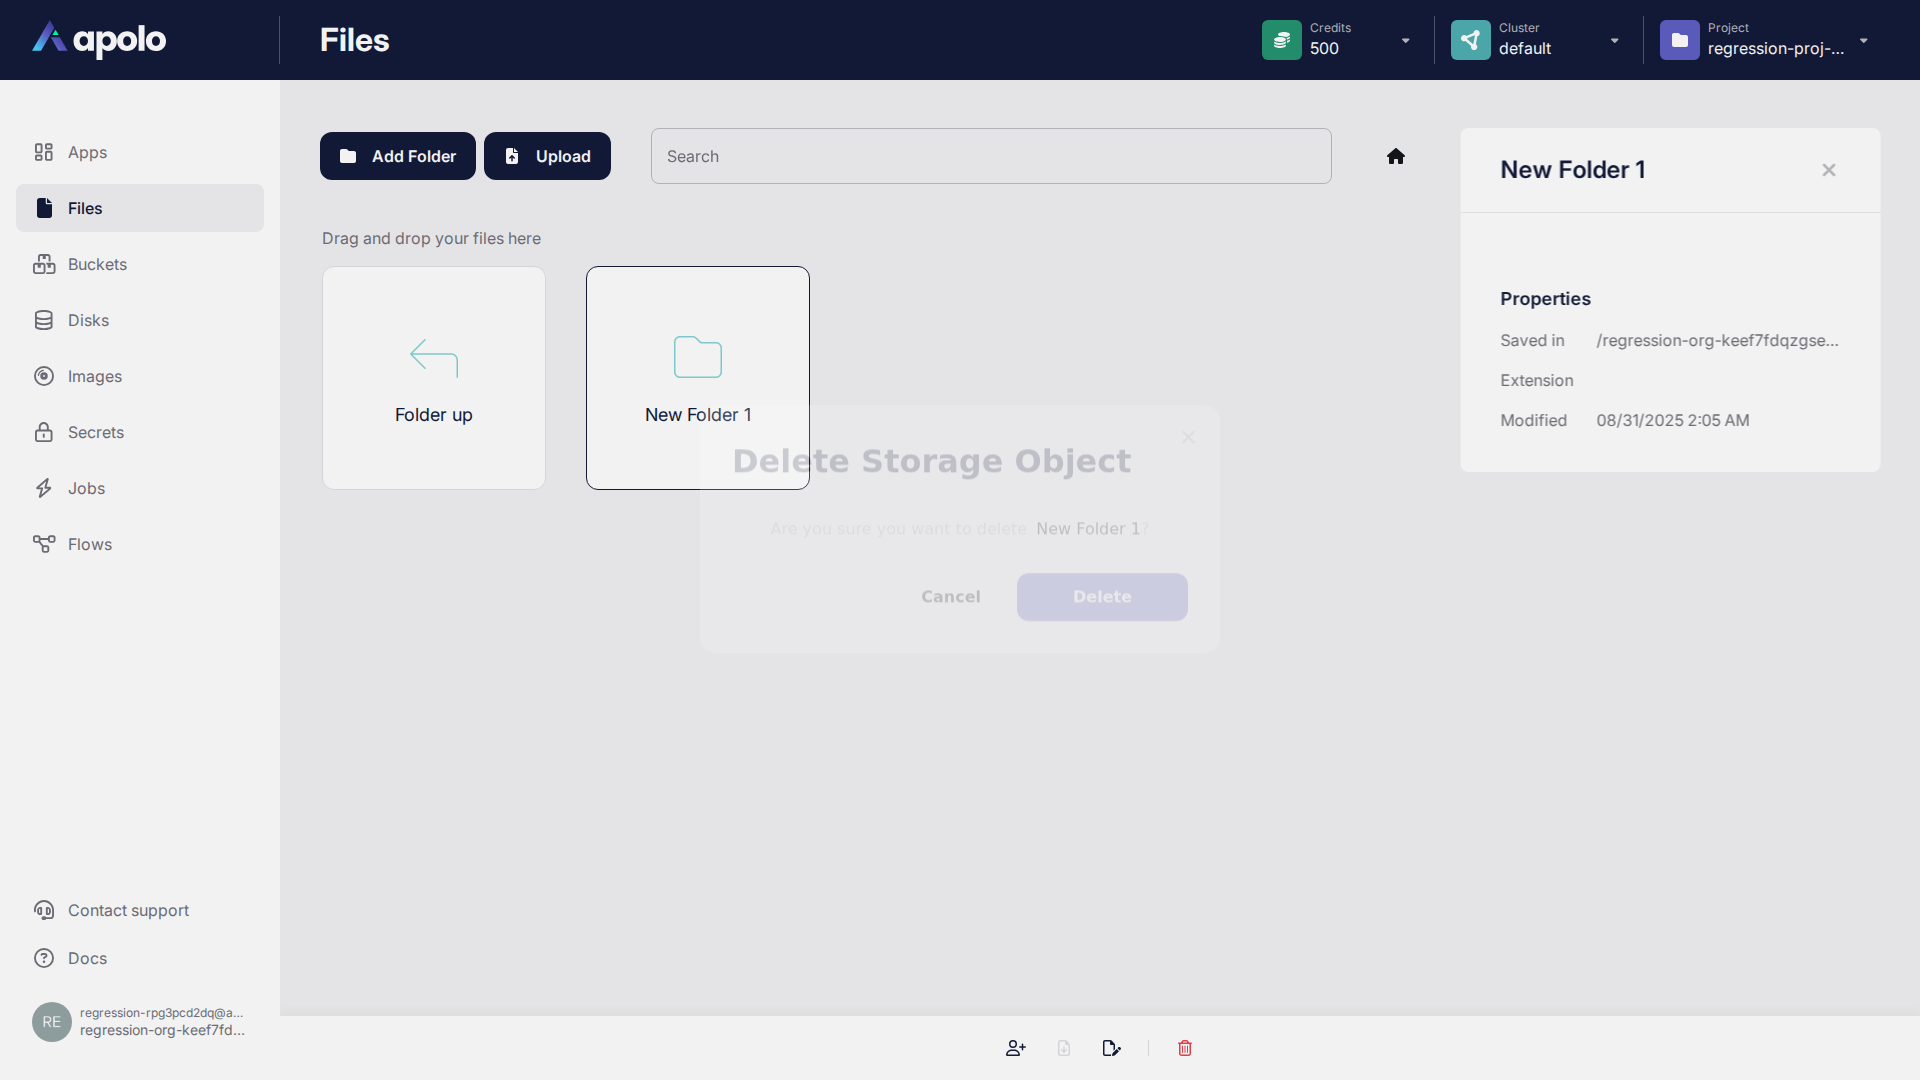 apolo
Files
Credits
500
Cluster
default
Project
regression-proj-...
Apps
Files
Buckets
Disks
Images
Secrets
Jobs
Flows
Contact support
Docs
RE
regression-rpg3pcd2dq@a...
regression-org-keef7fd...
Add Folder
Upload
Search
Drag and drop your files here
Folder up
New Folder 1
Delete Storage Object
Are you sure you want to delete New Folder 1?
Cancel
Delete
New Folder 1
Properties
Saved in /regression-org-keef7fdqzgse...
Extension
Modified 08/31/2025 2:05 AM